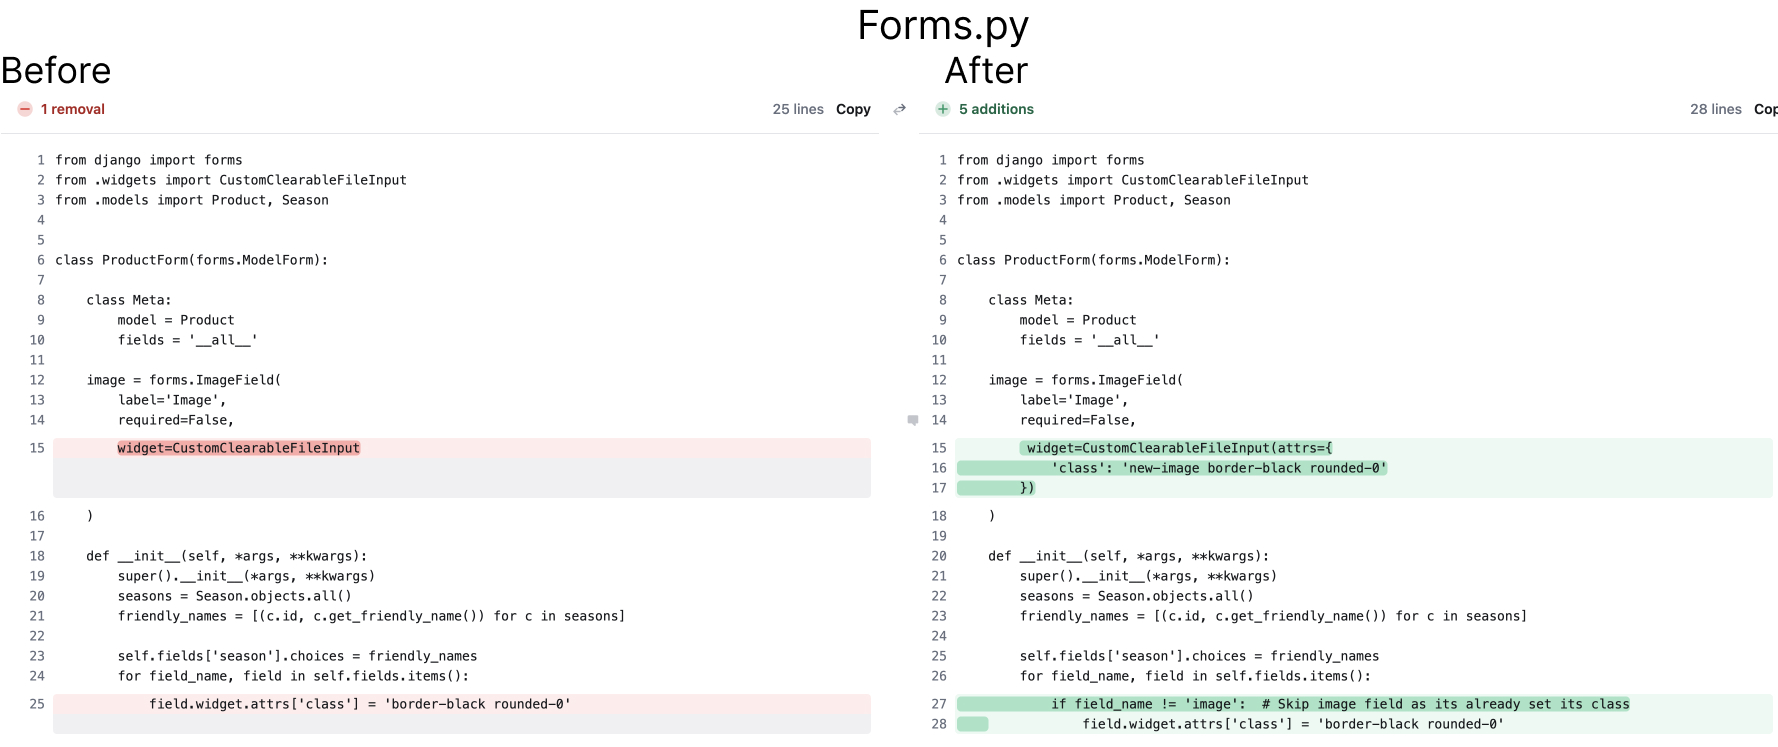 Forms.py
Before
1 removal
25 lines Copy
1 from django import forms
2 from .widgets import CustomClearableFileInput
3 from .models import Product, Season
4
5
6 class ProductForm(forms.ModelForm):
7
8     class Meta:
9         model = Product
10         fields = '__all__'
11
12     image = forms.ImageField(
13         label='Image',
14         required=False,
15         widget=CustomClearableFileInput
16     )
17
18     def __init__(self, *args, **kwargs):
19         super().__init__(*args, **kwargs)
20         seasons = Season.objects.all()
21         friendly_names = [(c.id, c.get_friendly_name()) for c in seasons]
22
23         self.fields['season'].choices = friendly_names
24         for field_name, field in self.fields.items():
25             field.widget.attrs['class'] = 'border-black rounded-0'
After
5 additions
28 lines Cop
1 from django import forms
2 from .widgets import CustomClearableFileInput
3 from .models import Product, Season
4
5
6 class ProductForm(forms.ModelForm):
7
8     class Meta:
9         model = Product
10         fields = '__all__'
11
12     image = forms.ImageField(
13         label='Image',
14         required=False,
15          widget=CustomClearableFileInput(attrs={
16             'class': 'new-image border-black rounded-0'
17         })
18     )
19
20     def __init__(self, *args, **kwargs):
21         super().__init__(*args, **kwargs)
22         seasons = Season.objects.all()
23         friendly_names = [(c.id, c.get_friendly_name()) for c in seasons]
24
25         self.fields['season'].choices = friendly_names
26         for field_name, field in self.fields.items():
27             if field_name != 'image':  # Skip image field as its already set its class
28                 field.widget.attrs['class'] = 'border-black rounded-0'